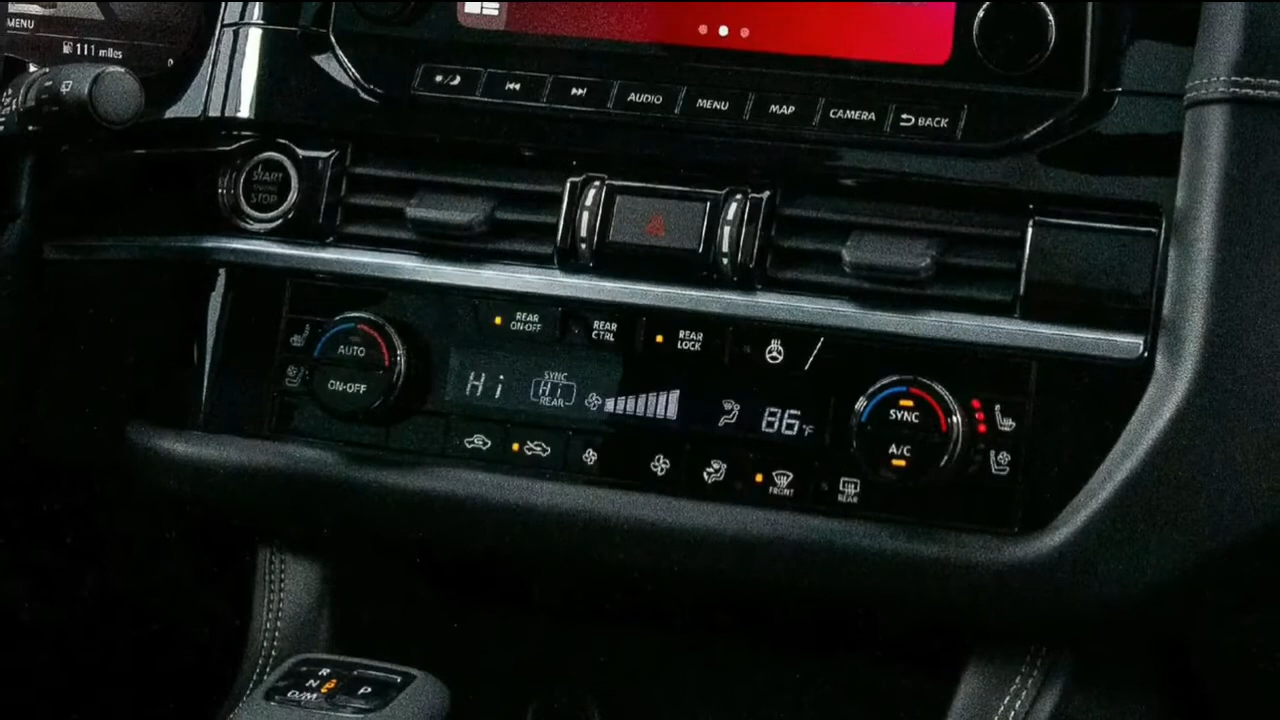 MENU
111 miles
AUDIO
MENU
MAP
CAMERA
BACK
START
STOP
AUTO
ON·OFF
REAR
ON·OFF
REAR
CTRL
REAR
LOCK
Hi
SYNC
Hi
REAR
86°F
SYNC
A/C
FRONT
REAR
R
N
D/M
P